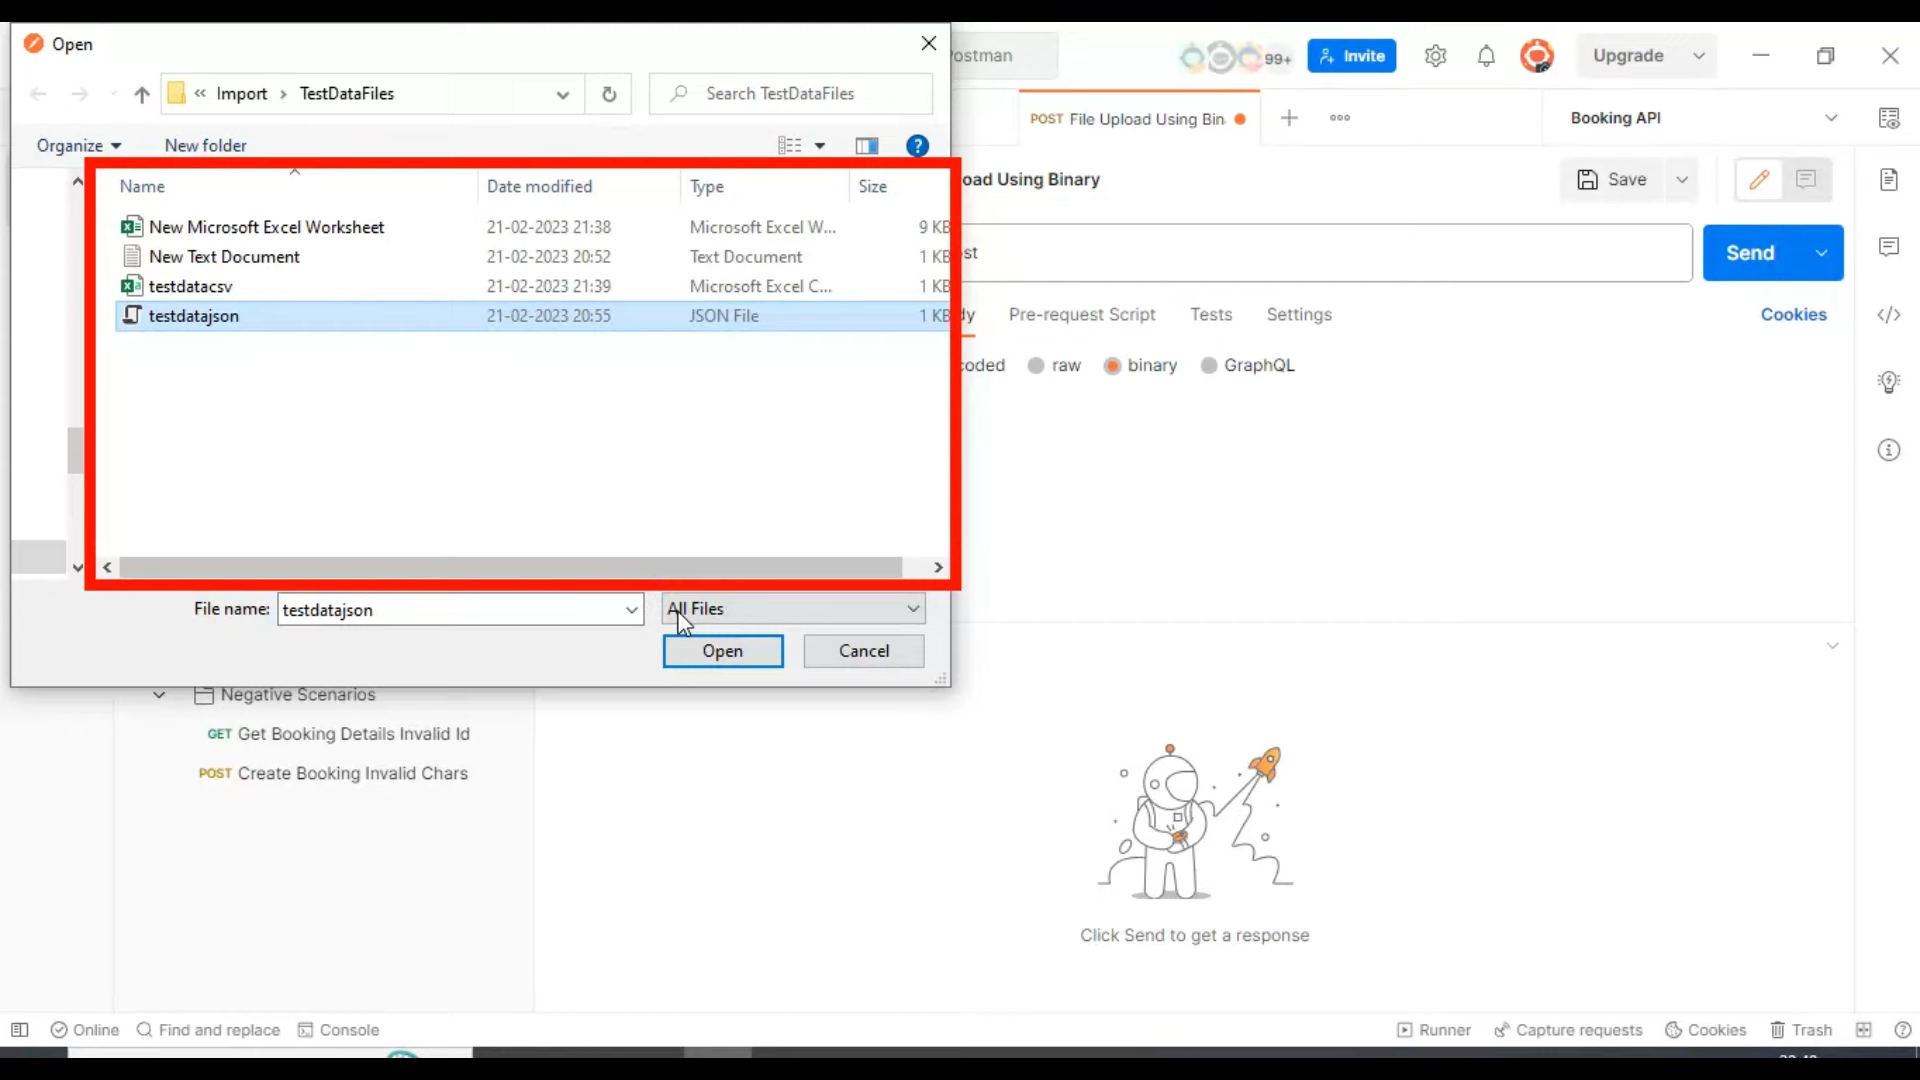 Open
Import › TestDataFiles
Search TestDataFiles
Organize
New folder
Name
Date modified
Type
Size
New Microsoft Excel Worksheet 21-02-2023 21:38 Microsoft Excel W... 9 KB
New Text Document 21-02-2023 20:52 Text Document 1 KB
testdatacsv 21-02-2023 21:39 Microsoft Excel C... 1 KB
testdatajson 21-02-2023 20:55 JSON File 1 KB
File name: testdatajson
All Files
Open
Cancel
ostman
99+
Invite
Upgrade
POST File Upload Using Bin
Booking API
oad Using Binary
Save
st
Send
dy
Pre-request Script
Tests
Settings
Cookies
coded
raw
binary
GraphQL
Negative Scenarios
GET Get Booking Details Invalid Id
POST Create Booking Invalid Chars
Click Send to get a response
Online
Find and replace
Console
Runner
Capture requests
Cookies
Trash